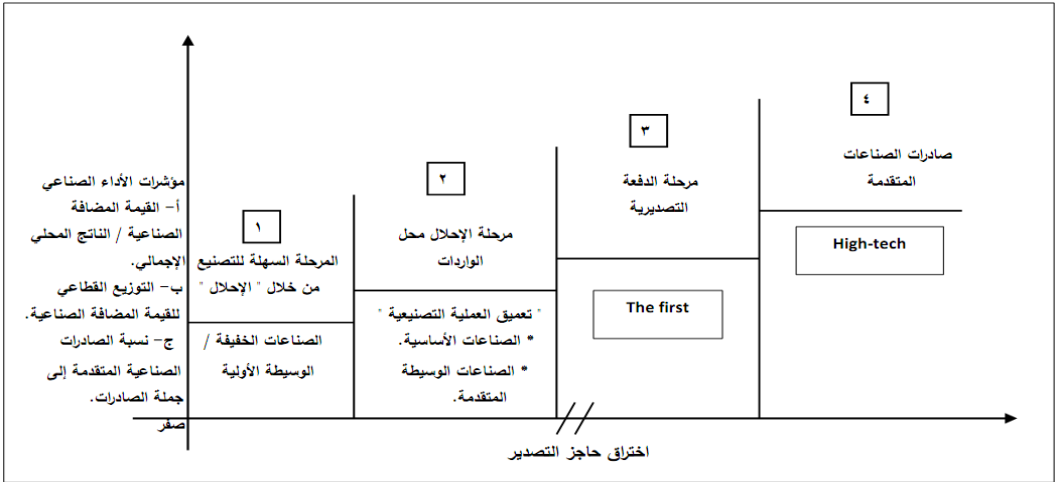 مؤشرات الأداء الصناعي
أ- القيمة المضافة
الصناعية / الناتج المحلي
الإجمالي.
ب- التوزيع القطاعي
للقيمة المضافة الصناعية.
ج- نسبة الصادرات
الصناعية المتقدمة إلى
جملة الصادرات.
صفر
١
المرحلة السهلة للتصنيع
من خلال " الإحلال "
الصناعات الخفيفة /
الوسيطة الأولية
٢
مرحلة الإحلال محل
الواردات
" تعميق العملية التصنيعية "
* الصناعات الأساسية.
* الصناعات الوسيطة
المتقدمة.
٣
مرحلة الدفعة
التصديرية
The first
٤
صادرات الصناعات
المتقدمة
High-tech
اختراق حاجز التصدير